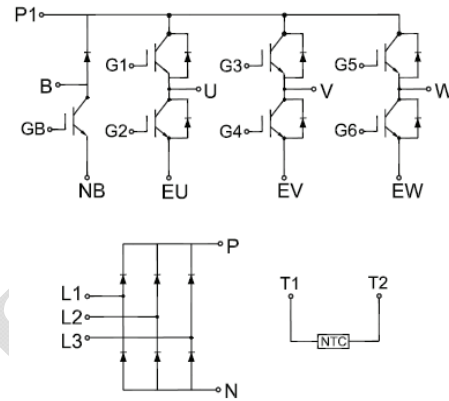 P1
G1 G3 G5
B U V W
GB G2 G4 G6
NB EU EV EW
P
L1 T1 T2
L2
L3 NTC
N